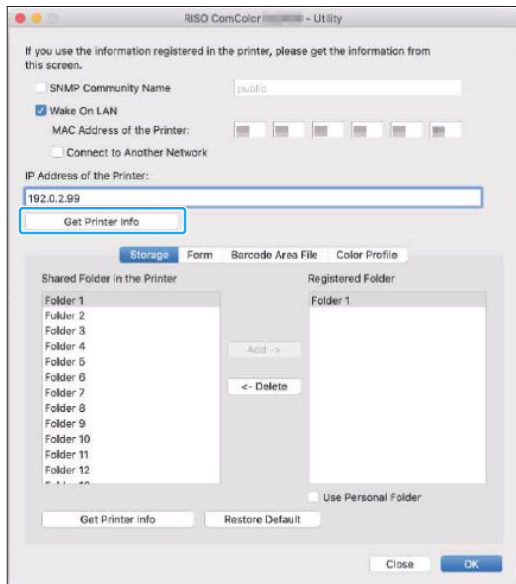 RISO ComColor - Utility
If you use the information registered in the printer, please get the information from
this screen.
SNMP Community Name
public
Wake On LAN
MAC Address of the Printer:
Connect to Another Network
IP Address of the Printer:
192.0.2.99
Get Printer Info
Storage Form Barcode Area File Color Profile
Shared Folder in the Printer Registered Folder
Folder 1 Folder 1
Folder 2
Folder 3
Folder 4
Folder 5
Folder 6
Folder 7
Folder 8
Folder 9
Folder 10
Folder 11
Folder 12
Add ->
<- Delete
Use Personal Folder
Get Printer Info Restore Default
Close OK